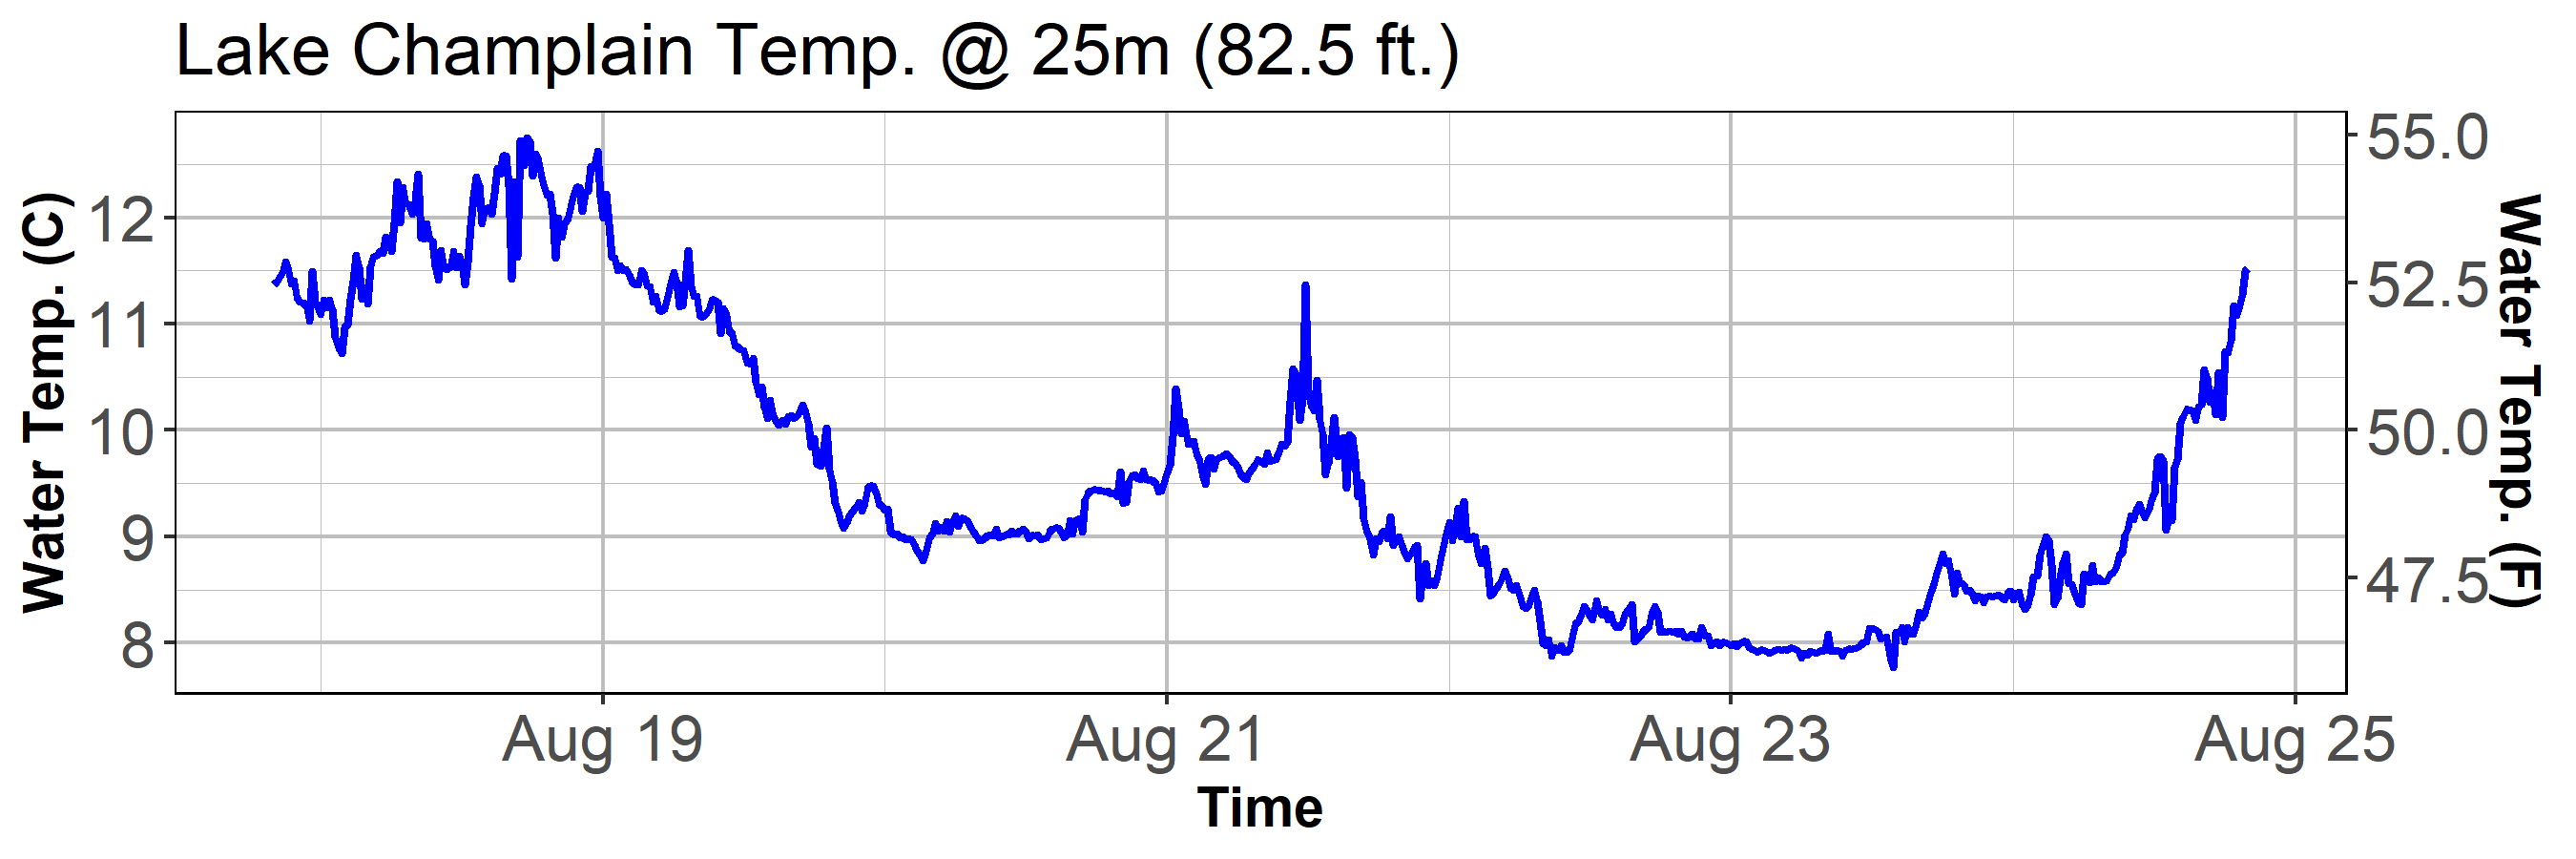 Lake Champlain Temp. @ 25m (82.5 ft.)
Water Temp. (C)
12
11
10
9
8
55.0
52.5
50.0
47.5
Water Temp. (F)
Aug 19
Aug 21
Aug 23
Aug 25
Time